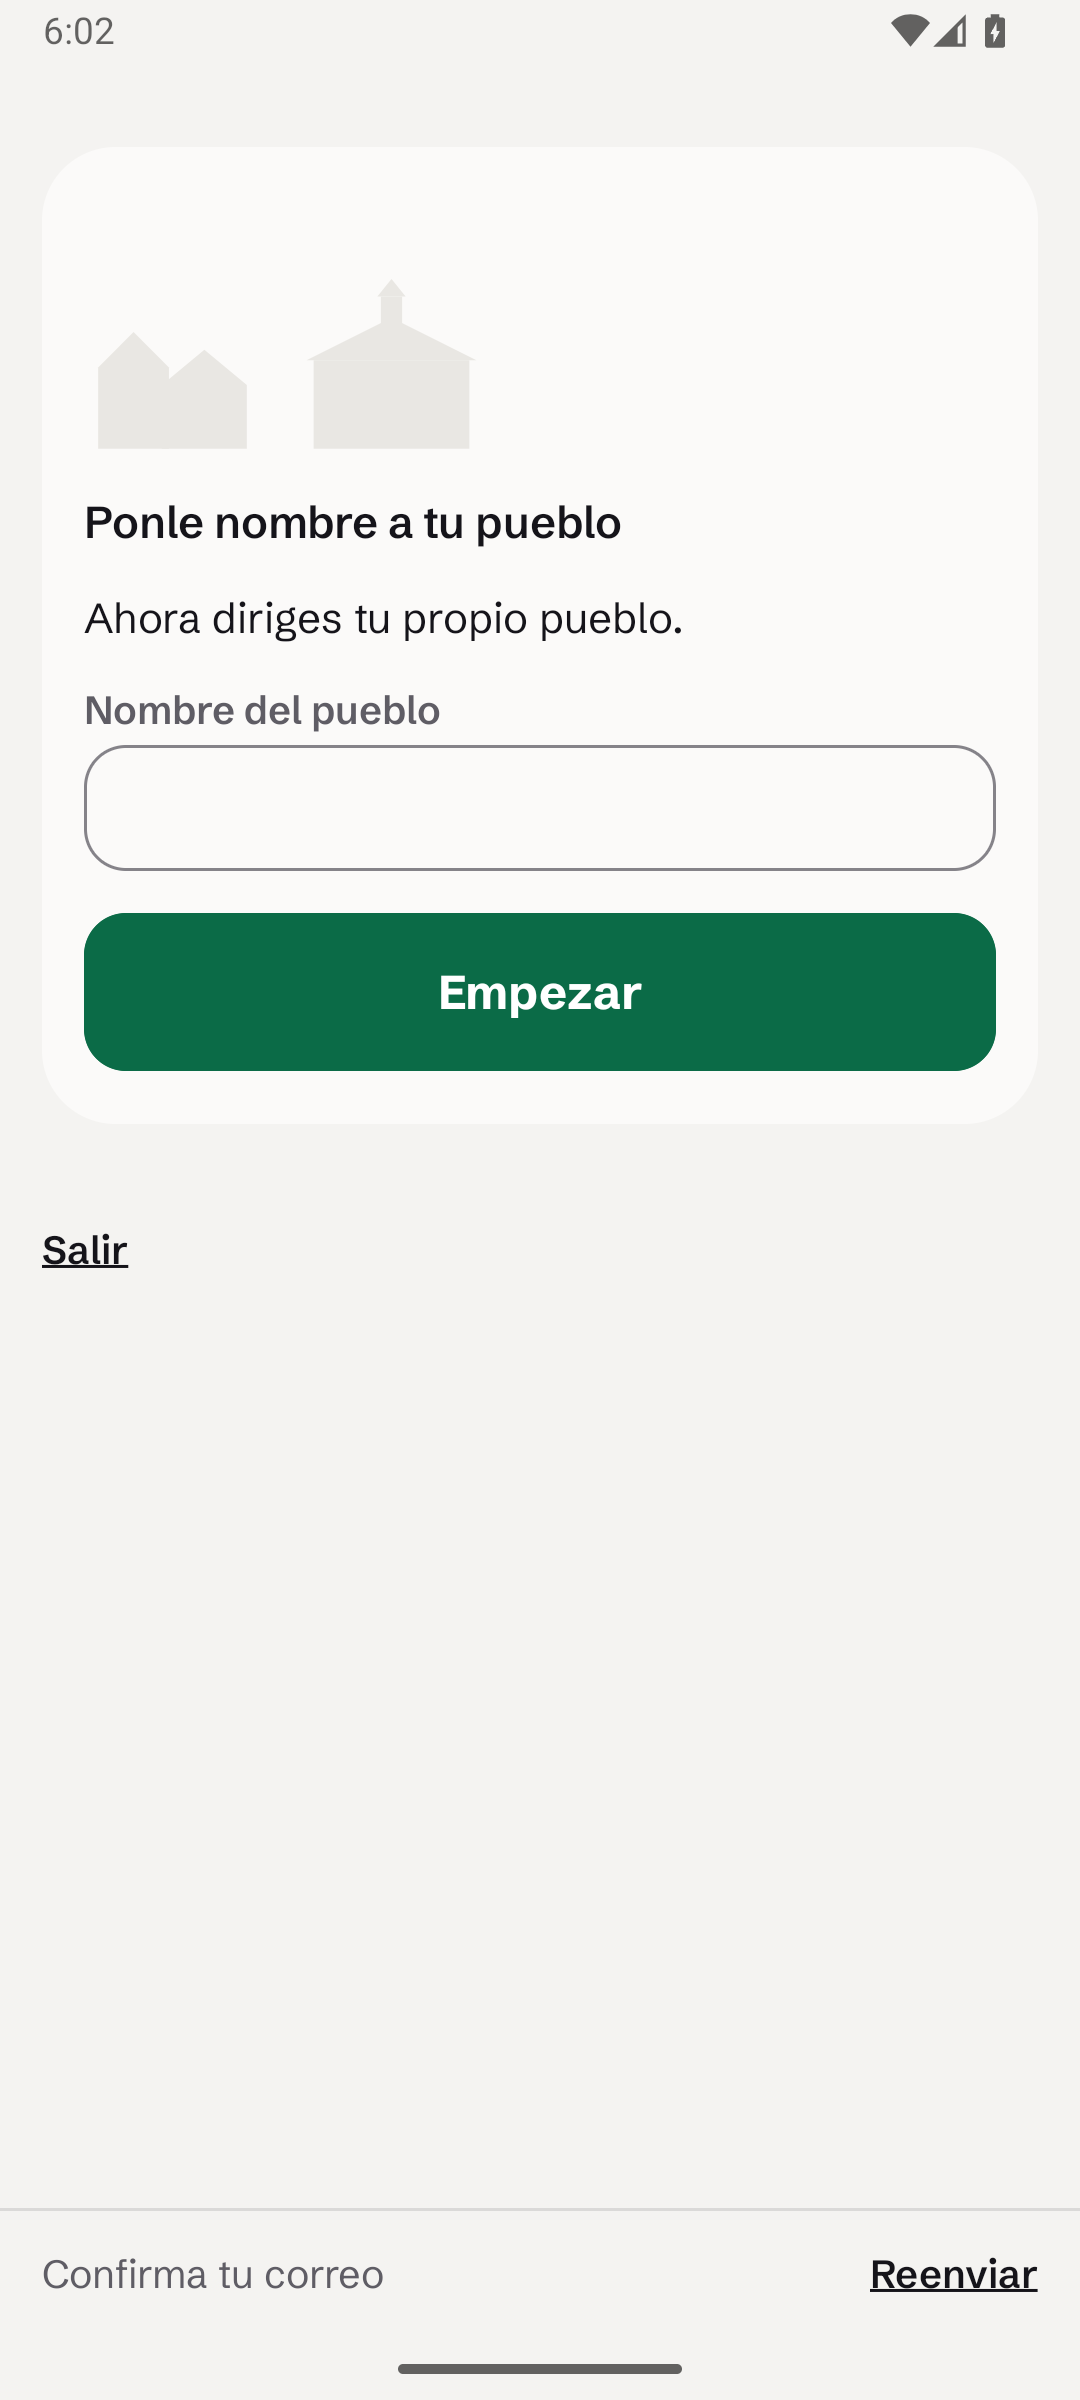 6:02
Ponle nombre a tu pueblo
Ahora diriges tu propio pueblo.
Nombre del pueblo
Empezar
Salir
Confirma tu correo
Reenviar